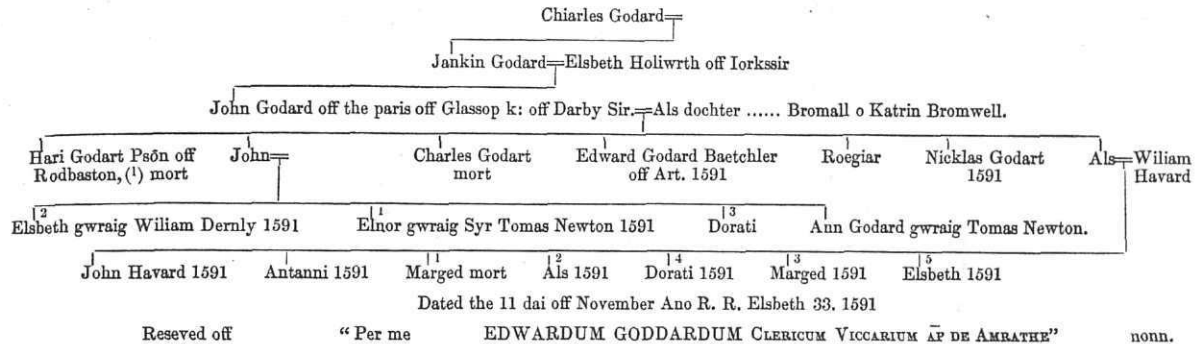 Chiarles Godard
Jankin Godard Elsbeth Holiwrth off Iorkssir
John Godard off the paris off Glassop k: off Darby Sir. Als dochter ...... Bromall o Katrin Bromwell.
Hari Godart Psõn off John Charles Godart Edward Godard Baetchler Roegiar Nicklas Godart Als Wiliam
Rodbaston, (¹) mort mort off Art. 1591 1591 Havard
2 1 3
Elsbeth gwraig Wiliam Dernly 1591 Elnor gwraig Syr Tomas Newton 1591 Dorati Ann Godard gwraig Tomas Newton.
1 2 4 3 5
John Havard 1591 Antanni 1591 Marged mort Als 1591 Dorati 1591 Marged 1591 Elsbeth 1591
Dated the 11 dai off November Ano R. R. Elsbeth 33. 1591
Reseved off "Per me EDWARDUM GODDARDUM CLERICUM VICCARIUM A̅P DE AMRATHE" nonn.